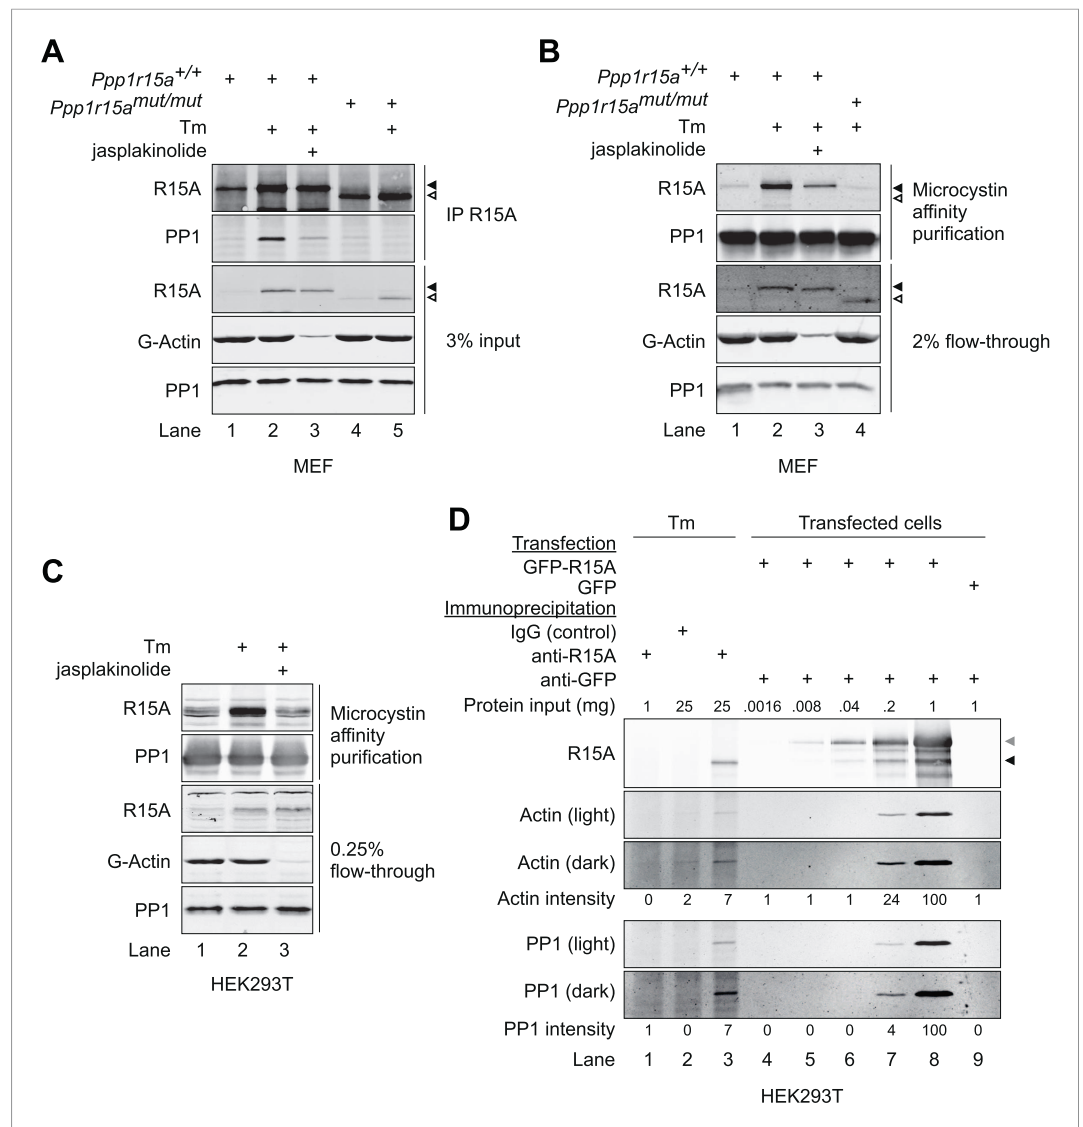 A
Ppp1r15a+/+ + + +
Ppp1r15amut/mut + +
Tm + + +
jasplakinolide +
R15A
PP1
IP R15A
R15A
G-Actin
PP1
3% input
Lane 1 2 3 4 5
MEF
B
Ppp1r15a+/+ + + +
Ppp1r15amut/mut +
Tm + + +
jasplakinolide +
R15A
PP1
Microcystin
affinity
purification
R15A
G-Actin
PP1
2% flow-through
Lane 1 2 3 4
MEF
C
Tm + +
jasplakinolide +
R15A
PP1
Microcystin
affinity
purification
R15A
G-Actin
PP1
0.25%
flow-through
Lane 1 2 3
HEK293T
D
Tm Transfected cells
Transfection
GFP-R15A + + + + +
GFP +
Immunoprecipitation
IgG (control) +
anti-R15A + +
anti-GFP + + + + + +
Protein input (mg) 1 25 25 .0016 .008 .04 .2 1 1
R15A
Actin (light)
Actin (dark)
Actin intensity 0 2 7 1 1 1 24 100 1
PP1 (light)
PP1 (dark)
PP1 intensity 1 0 7 0 0 0 4 100 0
Lane 1 2 3 4 5 6 7 8 9
HEK293T